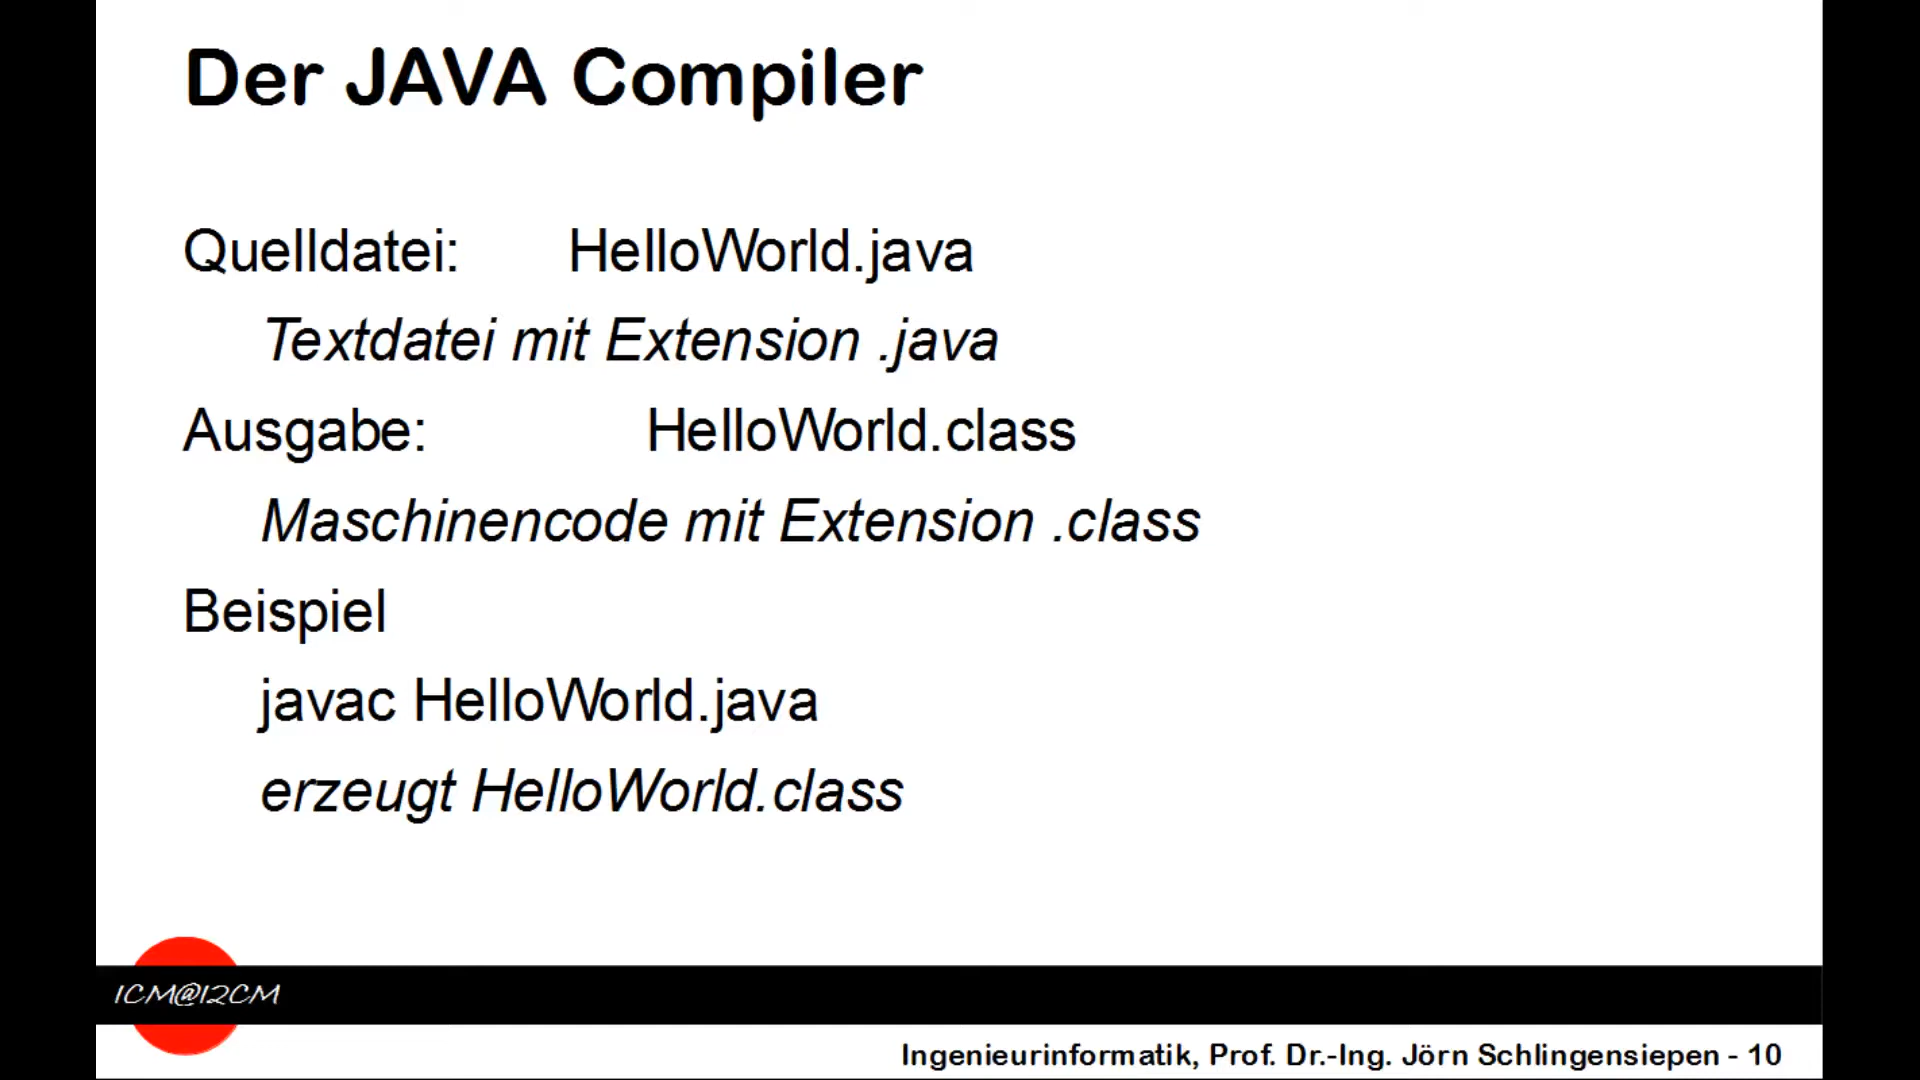 Der JAVA Compiler
Quelldatei: HelloWorld.java
Textdatei mit Extension .java
Ausgabe: HelloWorld.class
Maschinencode mit Extension .class
Beispiel
javac HelloWorld.java
erzeugt HelloWorld.class
ICM@I2CM
Ingenieurinformatik, Prof. Dr.-Ing. Jörn Schlingensiepen - 10